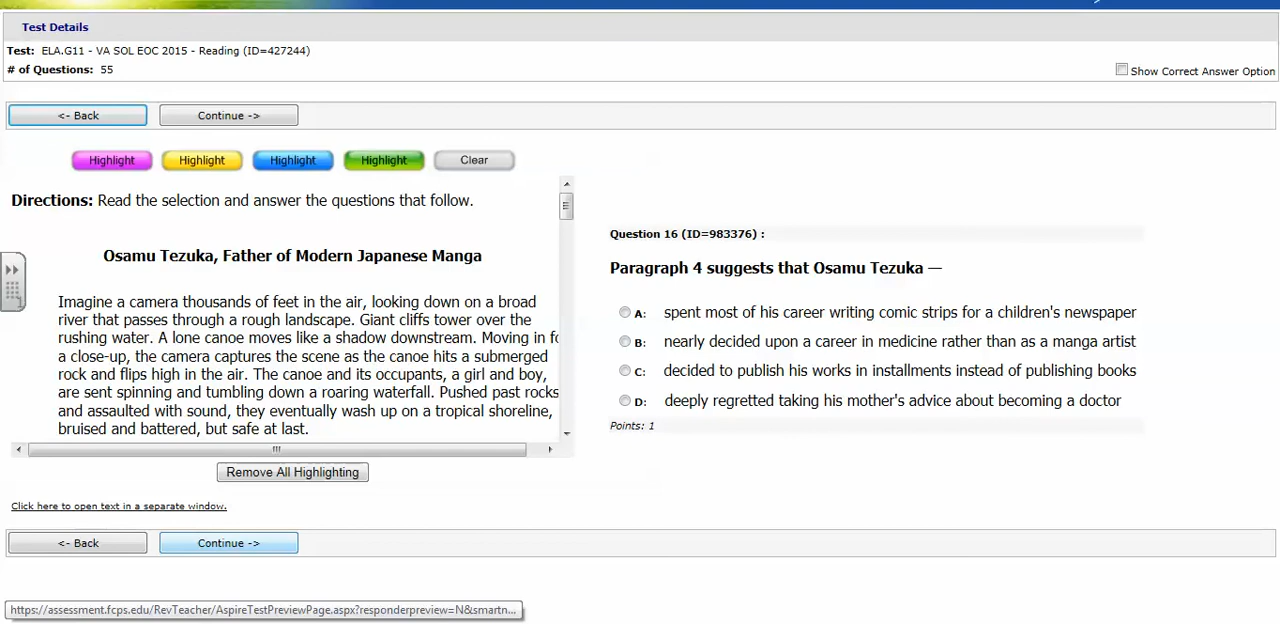 Test Details
Test: ELA.G11 - VA SOL EOC 2015 - Reading (ID=427244)
# of Questions: 55
Show Correct Answer Option
<- Back
Continue ->
Highlight
Highlight
Highlight
Highlight
Clear
Directions: Read the selection and answer the questions that follow.
Osamu Tezuka, Father of Modern Japanese Manga
Imagine a camera thousands of feet in the air, looking down on a broad
river that passes through a rough landscape. Giant cliffs tower over the
rushing water. A lone canoe moves like a shadow downstream. Moving in fo
a close-up, the camera captures the scene as the canoe hits a submerged
rock and flips high in the air. The canoe and its occupants, a girl and boy,
are sent spinning and tumbling down a roaring waterfall. Pushed past rocks
and assaulted with sound, they eventually wash up on a tropical shoreline,
bruised and battered, but safe at last.
Remove All Highlighting
Click here to open text in a separate window.
Question 16 (ID=983376) :
Paragraph 4 suggests that Osamu Tezuka —
A: spent most of his career writing comic strips for a children's newspaper
B: nearly decided upon a career in medicine rather than as a manga artist
C: decided to publish his works in installments instead of publishing books
D: deeply regretted taking his mother's advice about becoming a doctor
Points: 1
<- Back
Continue ->
https://assessment.fcps.edu/RevTeacher/AspireTestPreviewPage.aspx?responderpreview=N&smartn...